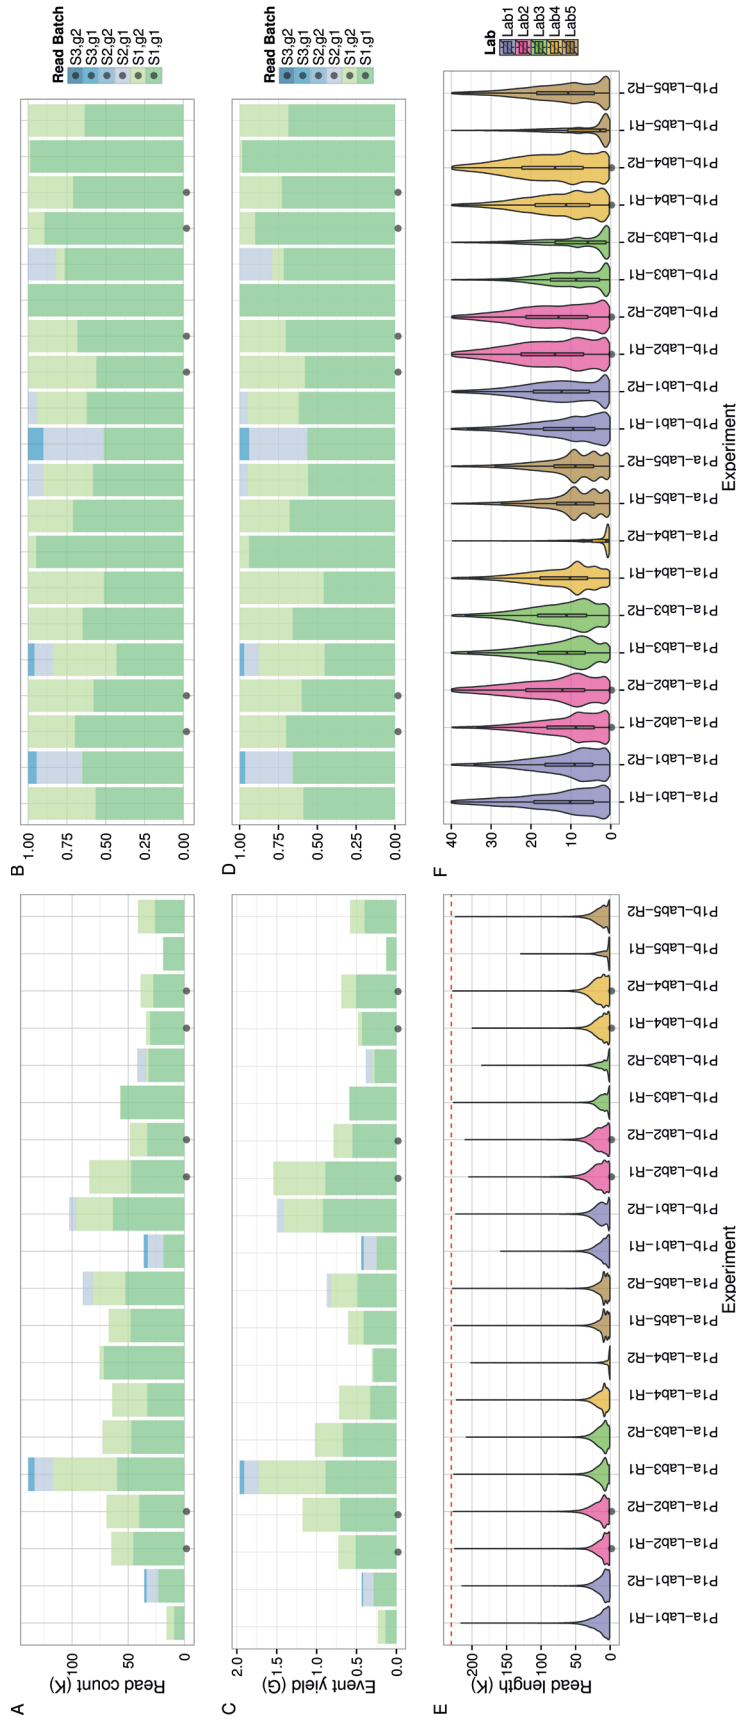 A
Read count (K)
100
50
0
B
1.00
0.75
0.50
0.25
0.00
Read Batch
S3,g2
S3,g1
S2,g2
S2,g1
S1,g2
S1,g1
C
Event yield (G)
2.0
1.5
1.0
0.5
0.0
D
1.00
0.75
0.50
0.25
0.00
Read Batch
S3,g2
S3,g1
S2,g2
S2,g1
S1,g2
S1,g1
E
Read length (K)
200
150
100
50
0
P1a-Lab1-R1
P1a-Lab1-R2
P1a-Lab2-R1
P1a-Lab2-R2
P1a-Lab3-R1
P1a-Lab3-R2
P1a-Lab4-R1
P1a-Lab4-R2
P1a-Lab5-R1
P1a-Lab5-R2
P1b-Lab1-R1
P1b-Lab1-R2
P1b-Lab2-R1
P1b-Lab2-R2
P1b-Lab3-R1
P1b-Lab3-R2
P1b-Lab4-R1
P1b-Lab4-R2
P1b-Lab5-R1
P1b-Lab5-R2
Experiment
F
40
30
20
10
0
P1a-Lab1-R1
P1a-Lab1-R2
P1a-Lab2-R1
P1a-Lab2-R2
P1a-Lab3-R1
P1a-Lab3-R2
P1a-Lab4-R1
P1a-Lab4-R2
P1a-Lab5-R1
P1a-Lab5-R2
P1b-Lab1-R1
P1b-Lab1-R2
P1b-Lab2-R1
P1b-Lab2-R2
P1b-Lab3-R1
P1b-Lab3-R2
P1b-Lab4-R1
P1b-Lab4-R2
P1b-Lab5-R1
P1b-Lab5-R2
Experiment
Lab
Lab1
Lab2
Lab3
Lab4
Lab5